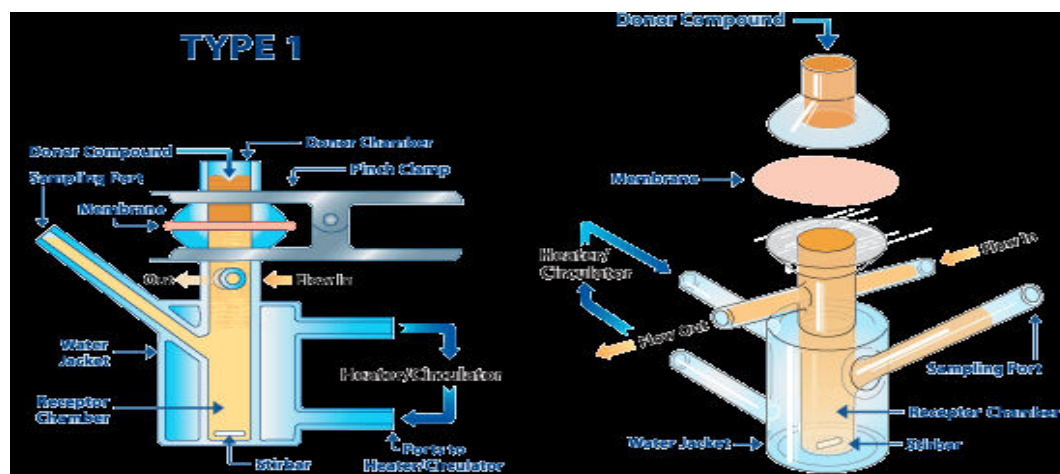 TYPE 1
Donor Chamber
Donor Compound
Pinch Clamp
Sampling Port
Membrane
Out
Flow In
Water
Jacket
Heater/Circulator
Receptor
Chamber
Stirbar
Ports to
Heater/Circulator
Donor Compound
Membrane
Heater/
Circulator
Flow In
Flow Out
Sampling Port
Receptor Chamber
Water Jacket
Stirbar